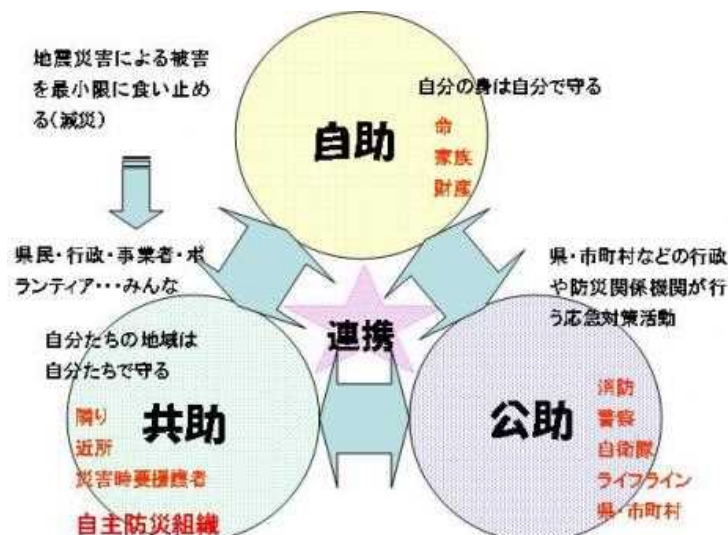 地震災害による被害
を最小限に食い止め
る(減災)
自分の身は自分で守る
自助
命
家族
財産
県民・行政・事業者・ボ
ランティア・・・みんな
県・市町村などの行政
や防災関係機関が行
う応急対策活動
連携
自分たちの地域は
自分たちで守る
共助
隣り
近所
災害時要援護者
自主防災組織
公助
消防
警察
自衛隊
ライフライン
県・市町村